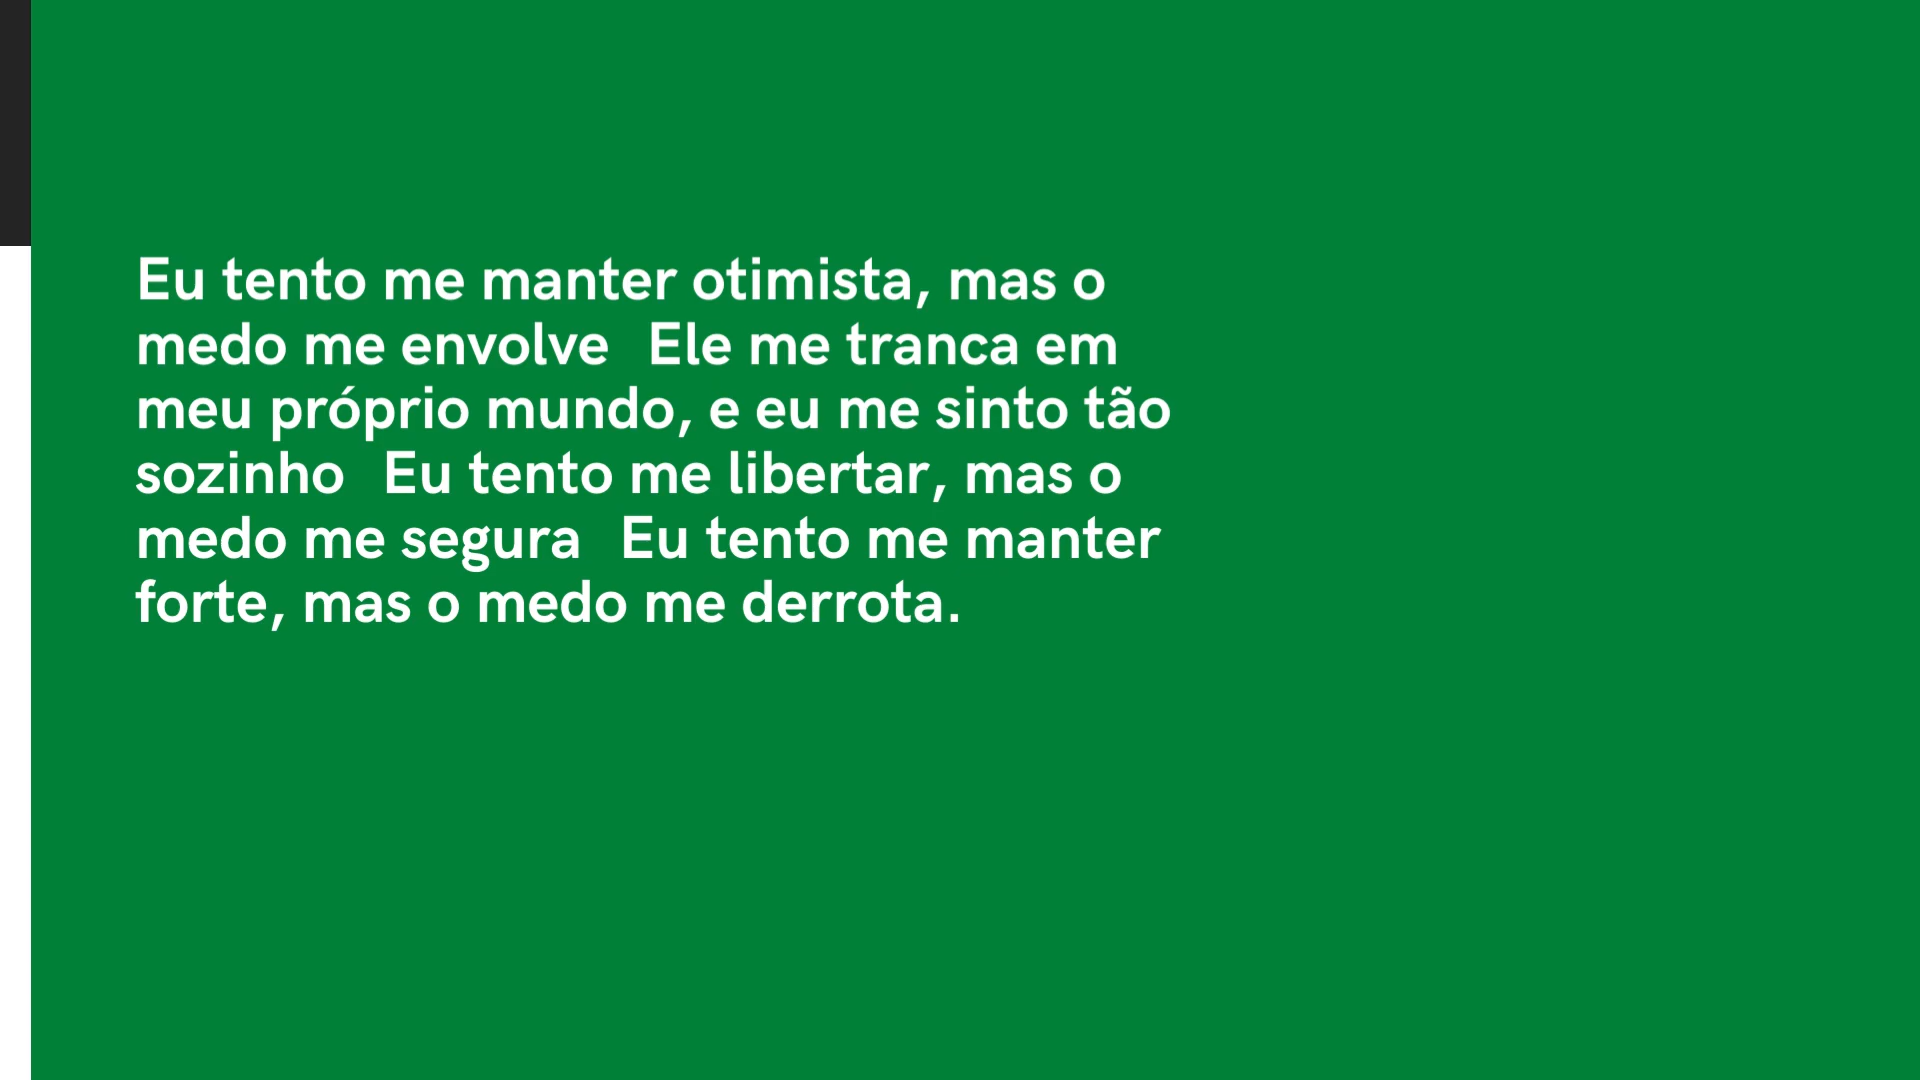 Eu tento me manter otimista, mas o
medo me envolve   Ele me tranca em
meu próprio mundo, e eu me sinto tão
sozinho   Eu tento me libertar, mas o
medo me segura   Eu tento me manter
forte, mas o medo me derrota.